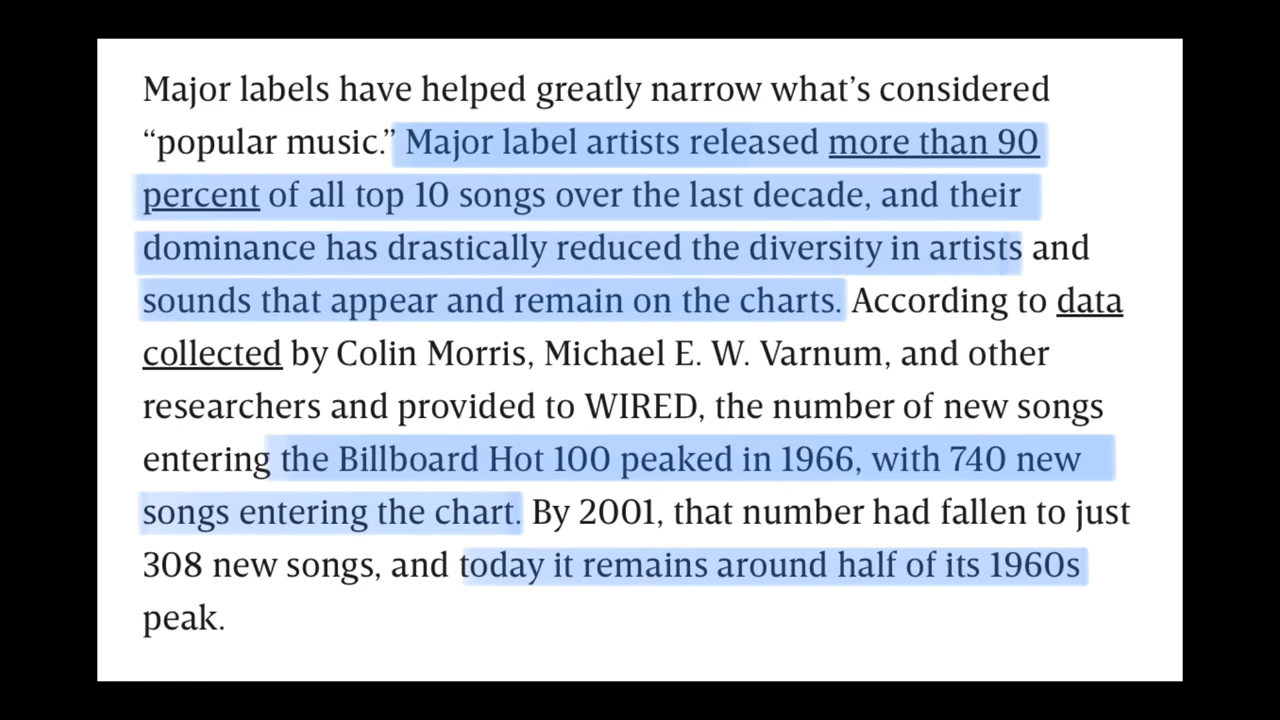 Major labels have helped greatly narrow what’s considered
“popular music.” Major label artists released more than 90
percent of all top 10 songs over the last decade, and their
dominance has drastically reduced the diversity in artists and
sounds that appear and remain on the charts. According to data
collected by Colin Morris, Michael E. W. Varnum, and other
researchers and provided to WIRED, the number of new songs
entering the Billboard Hot 100 peaked in 1966, with 740 new
songs entering the chart. By 2001, that number had fallen to just
308 new songs, and today it remains around half of its 1960s
peak.